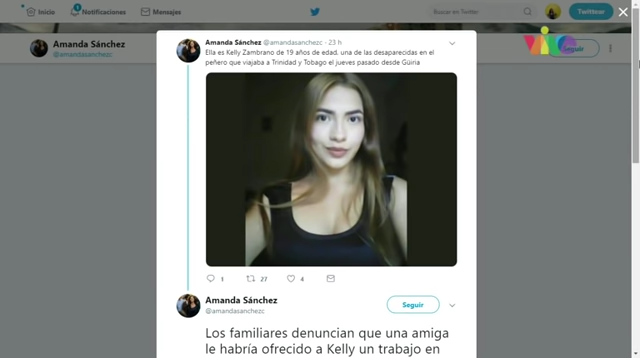 Inicio
Notificaciones
Mensajes
Buscar en Twitter
Twittear
Amanda Sánchez
@amandasanchezc
Seguir
Amanda Sánchez @amandasanchezc · 23 h
Ella es Kelly Zambrano de 19 años de edad, una de las desaparecidas en el
peñero que viajaba a Trinidad y Tobago el jueves pasado desde Güiria
1 27 4
Amanda Sánchez
@amandasanchezc
Seguir
Los familiares denuncian que una amiga
le habría ofrecido a Kelly un trabajo en